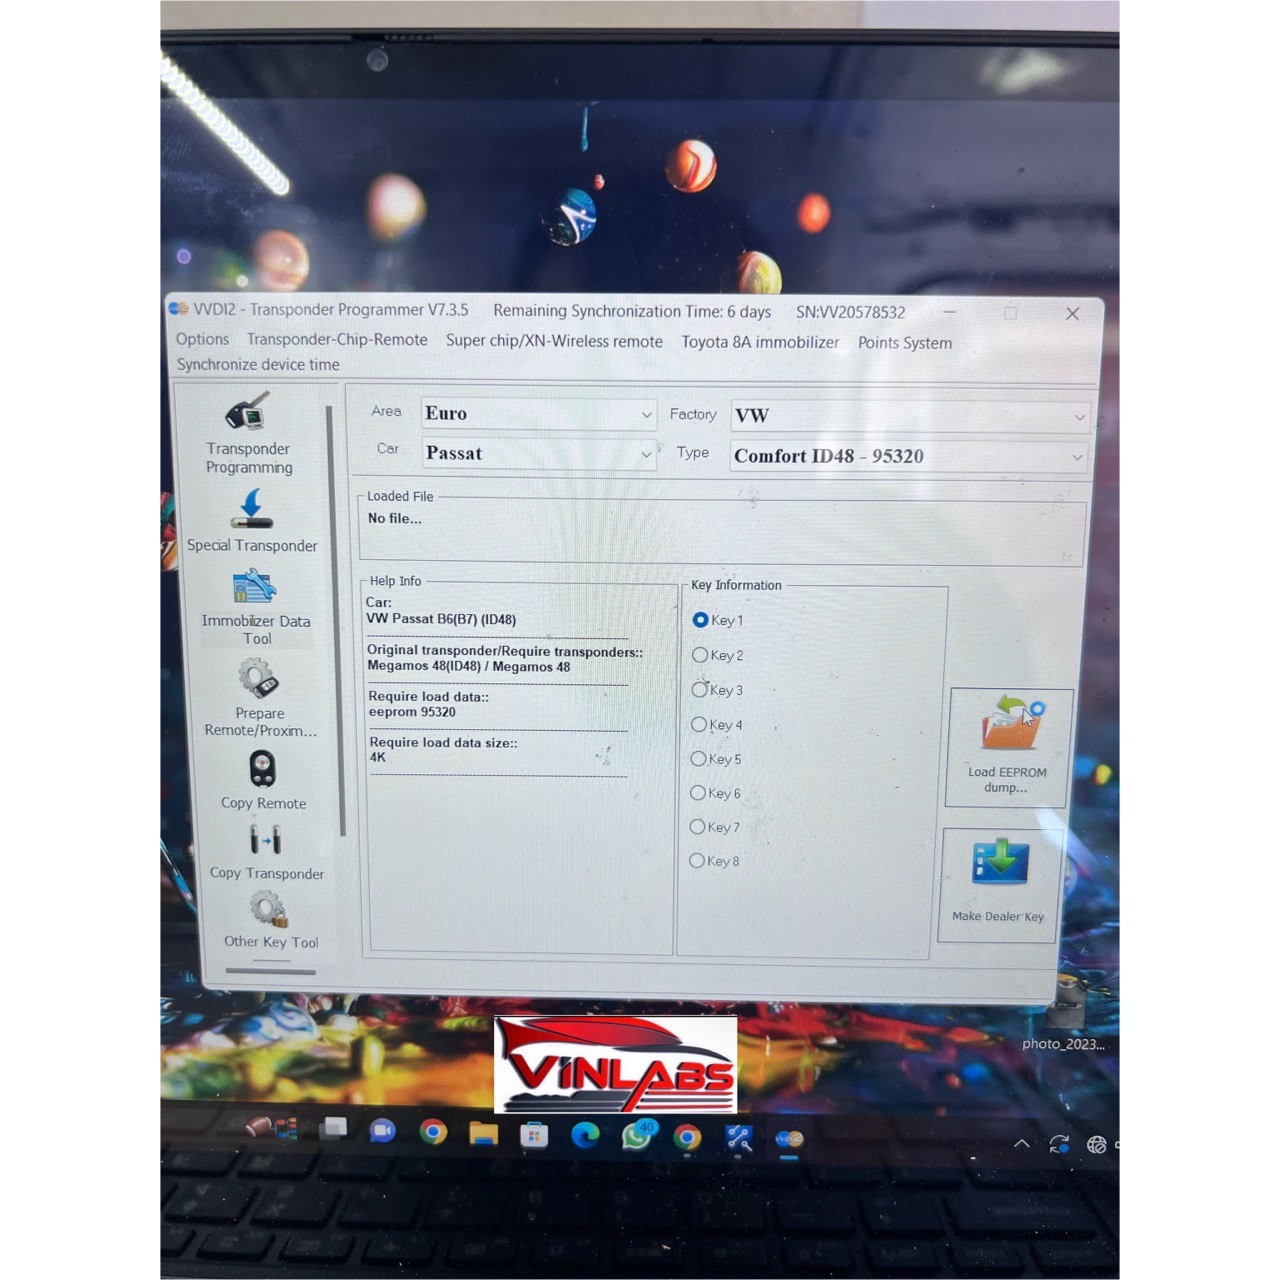 VVDI2 - Transponder Programmer V7.3.5 Remaining Synchronization Time: 6 days SN:VV20578532
Options Transponder-Chip-Remote Super chip/XN-Wireless remote Toyota 8A immobilizer Points System
Synchronize device time
Transponder
Programming
Special Transponder
Immobilizer Data
Tool
Prepare
Remote/Proxim...
Copy Remote
Copy Transponder
Other Key Tool
Area Euro Factory VW
Car Passat Type Comfort ID48 - 95320
Loaded File
No file...
Help Info
Car:
VW Passat B6(B7) (ID48)
Original transponder/Require transponders::
Megamos 48(ID48) / Megamos 48
Require load data::
eeprom 95320
Require load data size::
4K
Key Information
Key 1
Key 2
Key 3
Key 4
Key 5
Key 6
Key 7
Key 8
Load EEPROM
dump...
Make Dealer Key
photo_2023...
ViNLABS
40